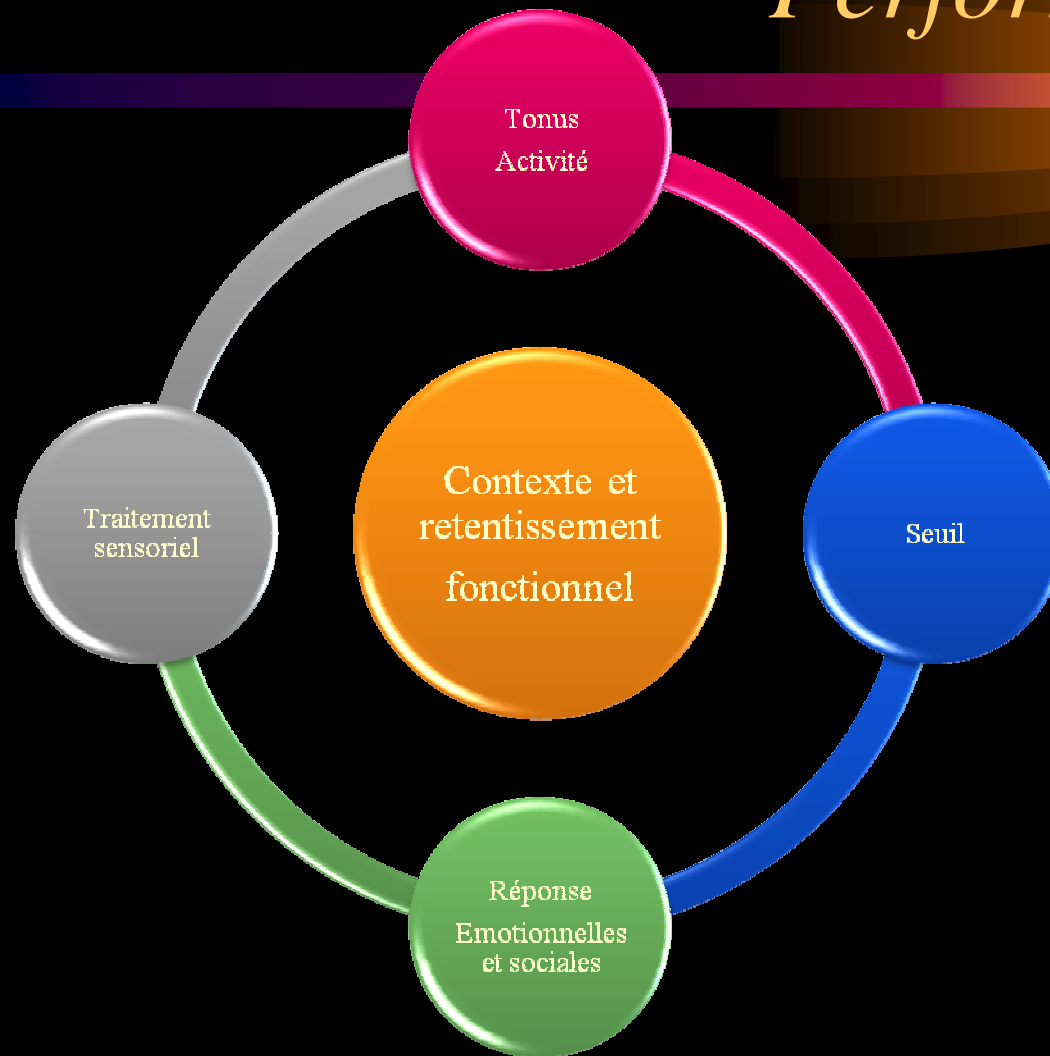 Tonus
Activité
Contexte et
retentissement
fonctionnel
Traitement
sensoriel
Seuil
Réponse
Emotionnelles
et sociales